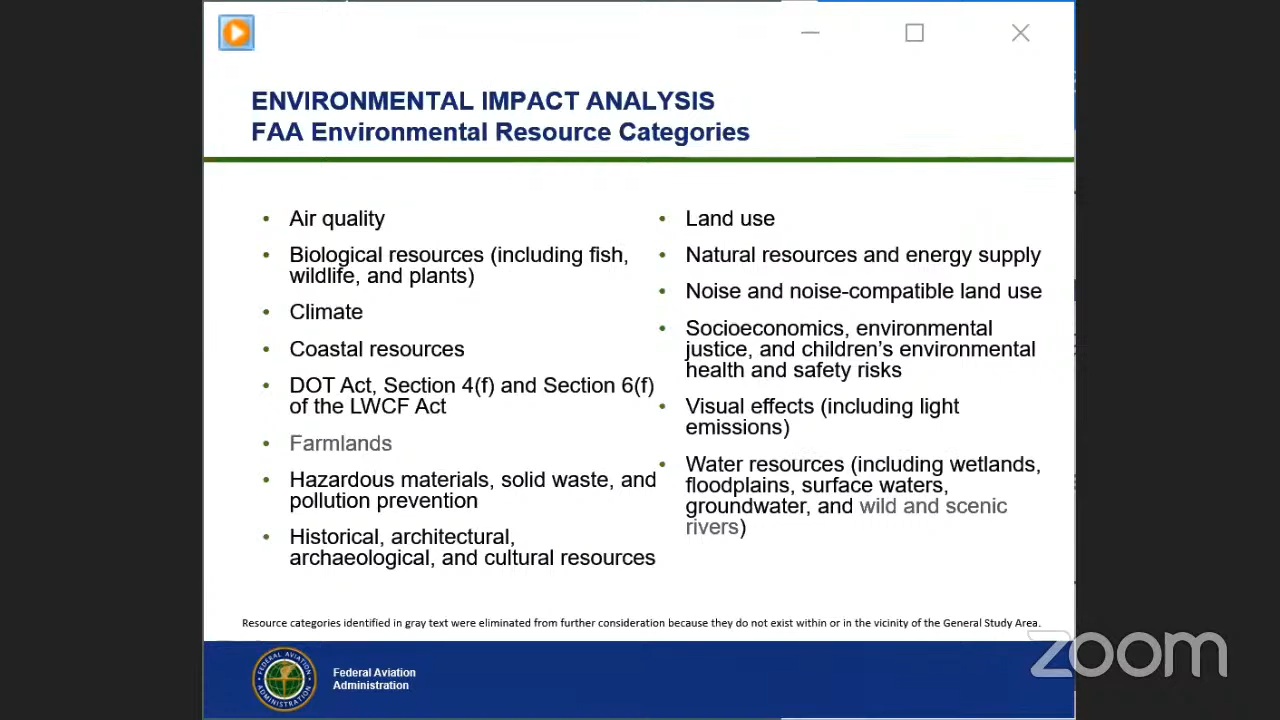 ENVIRONMENTAL IMPACT ANALYSIS
FAA Environmental Resource Categories
• Air quality
• Biological resources (including fish,
wildlife, and plants)
• Climate
• Coastal resources
• DOT Act, Section 4(f) and Section 6(f)
of the LWCF Act
• Farmlands
• Hazardous materials, solid waste, and
pollution prevention
• Historical, architectural,
archaeological, and cultural resources
• Land use
• Natural resources and energy supply
• Noise and noise-compatible land use
• Socioeconomics, environmental
justice, and children's environmental
health and safety risks
• Visual effects (including light
emissions)
• Water resources (including wetlands,
floodplains, surface waters,
groundwater, and wild and scenic
rivers)
Resource categories identified in gray text were eliminated from further consideration because they do not exist within or in the vicinity of the General Study Area.
FEDERAL AVIATION
ADMINISTRATION
Federal Aviation
Administration
zoom